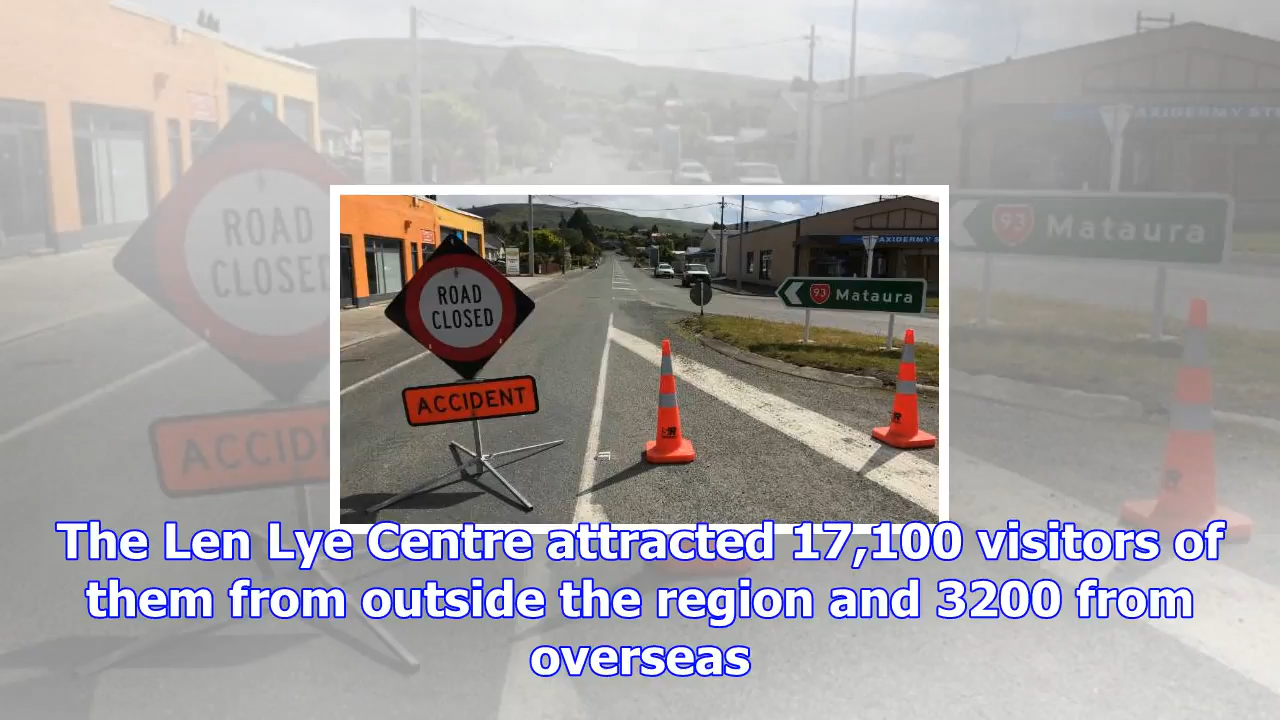 ROAD
CLOSED
ACCIDENT
93 Mataura
AXIDERMY S
The Len Lye Centre attracted 17,100 visitors of
them from outside the region and 3200 from
overseas